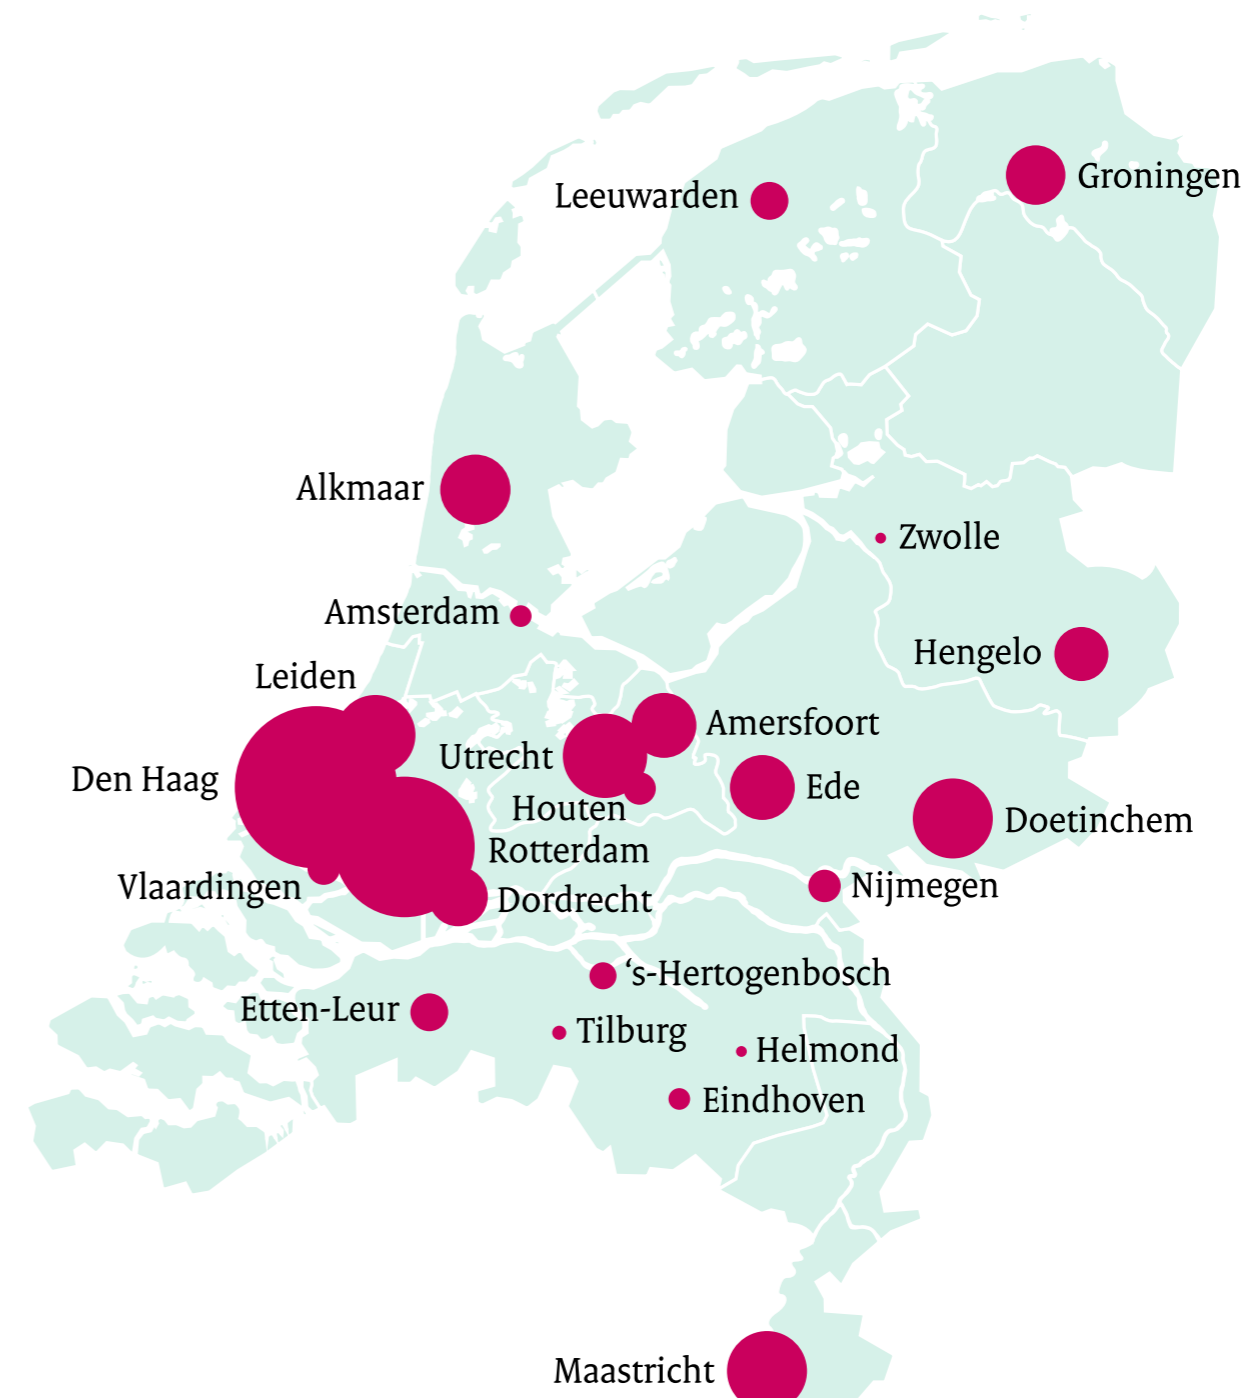 Groningen
Leeuwarden
Alkmaar
Zwolle
Amsterdam
Hengelo
Leiden
Amersfoort
Utrecht
Den Haag
Ede
Houten
Doetinchem
Rotterdam
Vlaardingen
Nijmegen
Dordrecht
‘s-Hertogenbosch
Etten-Leur
Tilburg
Helmond
Eindhoven
Maastricht